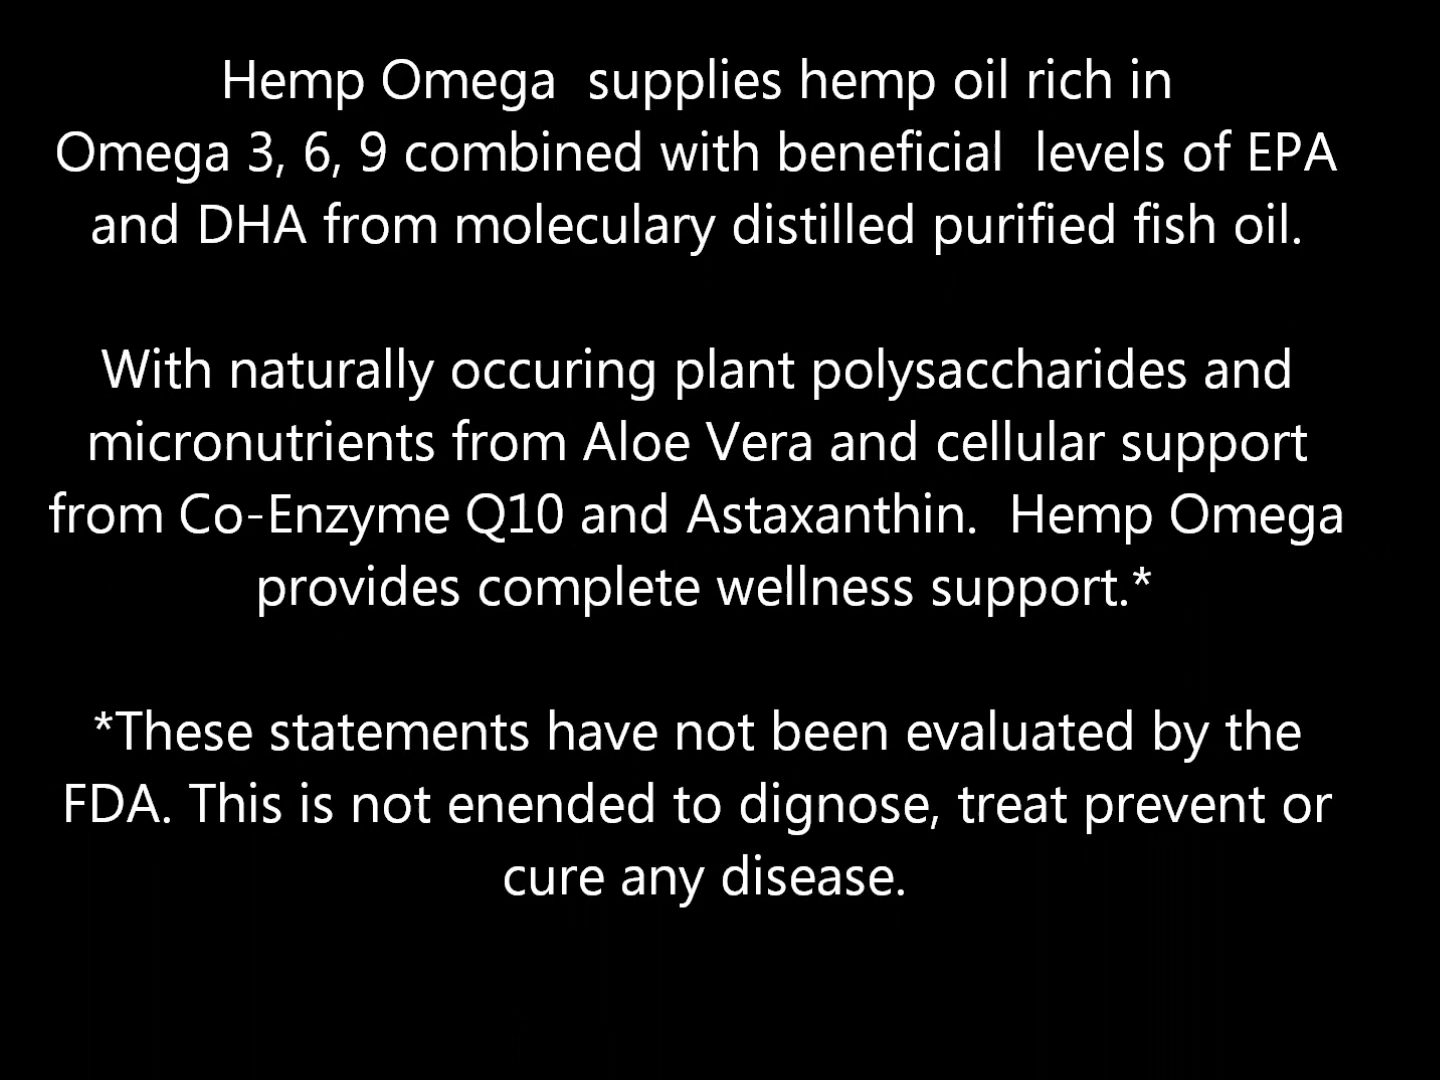 Hemp Omega  supplies hemp oil rich in
Omega 3, 6, 9 combined with beneficial  levels of EPA
and DHA from moleculary distilled purified fish oil.
With naturally occuring plant polysaccharides and
micronutrients from Aloe Vera and cellular support
from Co-Enzyme Q10 and Astaxanthin.  Hemp Omega
provides complete wellness support.*
*These statements have not been evaluated by the
FDA. This is not enended to dignose, treat prevent or
cure any disease.